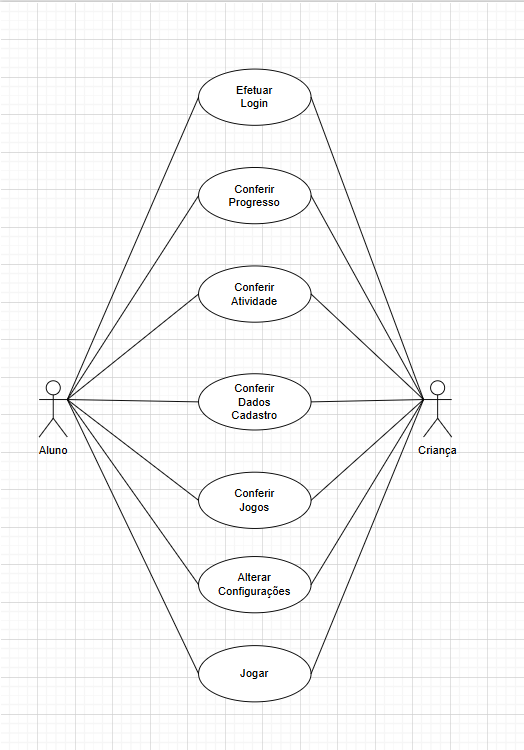 Efetuar
Login
Conferir
Progresso
Conferir
Atividade
Conferir
Dados
Cadastro
Aluno
Criança
Conferir
Jogos
Alterar
Configurações
Jogar